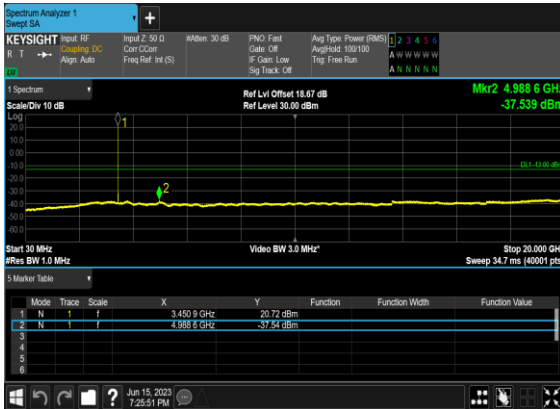 Spectrum Analyzer 1
Swept SA
+
KEYSIGHT
R T
Input: RF
Coupling: DC
Align: Auto
Input Z: 50 Ω
Corr CCorr
Freq Ref: Int (S)
#Atten: 30 dB
PNO: Fast
Gate: Off
IF Gain: Low
Sig Track: Off
Avg Type: Power (RMS)
Avg|Hold: 100/100
Trig: Free Run
1 2 3 4 5 6
A W W W W W
A N N N N N
1 Spectrum
Scale/Div 10 dB
Ref Lvl Offset 18.67 dB
Ref Level 30.00 dBm
Mkr2 4.988 6 GHz
-37.539 dBm
Log
20.0
10.0
0.00
-10.0
-20.0
-30.0
-40.0
-50.0
-60.0
1
2
DL1 -13.00 dBm
Start 30 MHz
#Res BW 1.0 MHz
Video BW 3.0 MHz*
Stop 20.000 GHz
Sweep 34.7 ms (40001 pts)
5 Marker Table
Mode Trace Scale X Y Function Function Width Function Value
1 N 1 f 3.450 9 GHz 20.72 dBm
2 N 1 f 4.988 6 GHz -37.54 dBm
3
4
5
6
?
Jun 15, 2023
7:25:51 PM